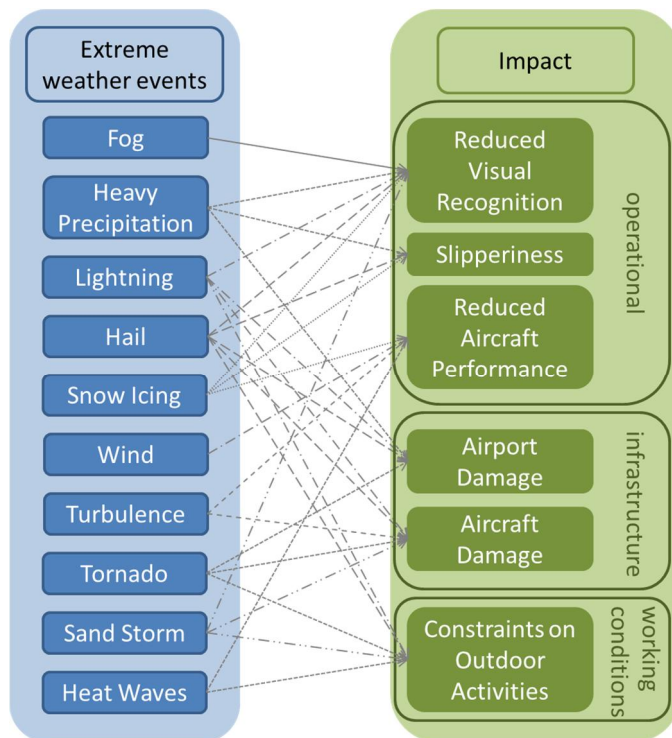 Extreme
weather events
Fog
Heavy
Precipitation
Lightning
Hail
Snow Icing
Wind
Turbulence
Tornado
Sand Storm
Heat Waves
Impact
Reduced
Visual
Recognition
Slipperiness
Reduced
Aircraft
Performance
operational
Airport
Damage
Aircraft
Damage
infrastructure
Constraints on
Outdoor
Activities
working
conditions